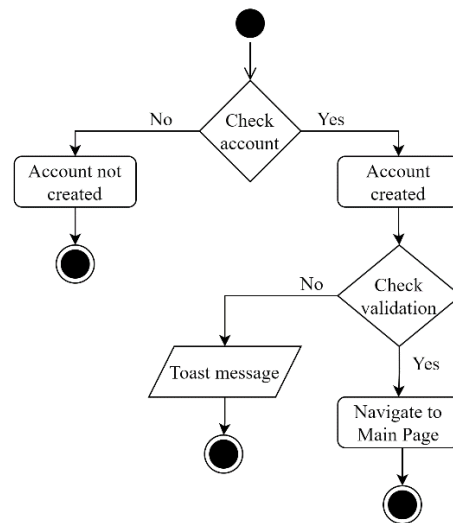 No
Check
account
Yes
Account not
created
Account
created
No
Check
validation
Toast message
Yes
Navigate to
Main Page